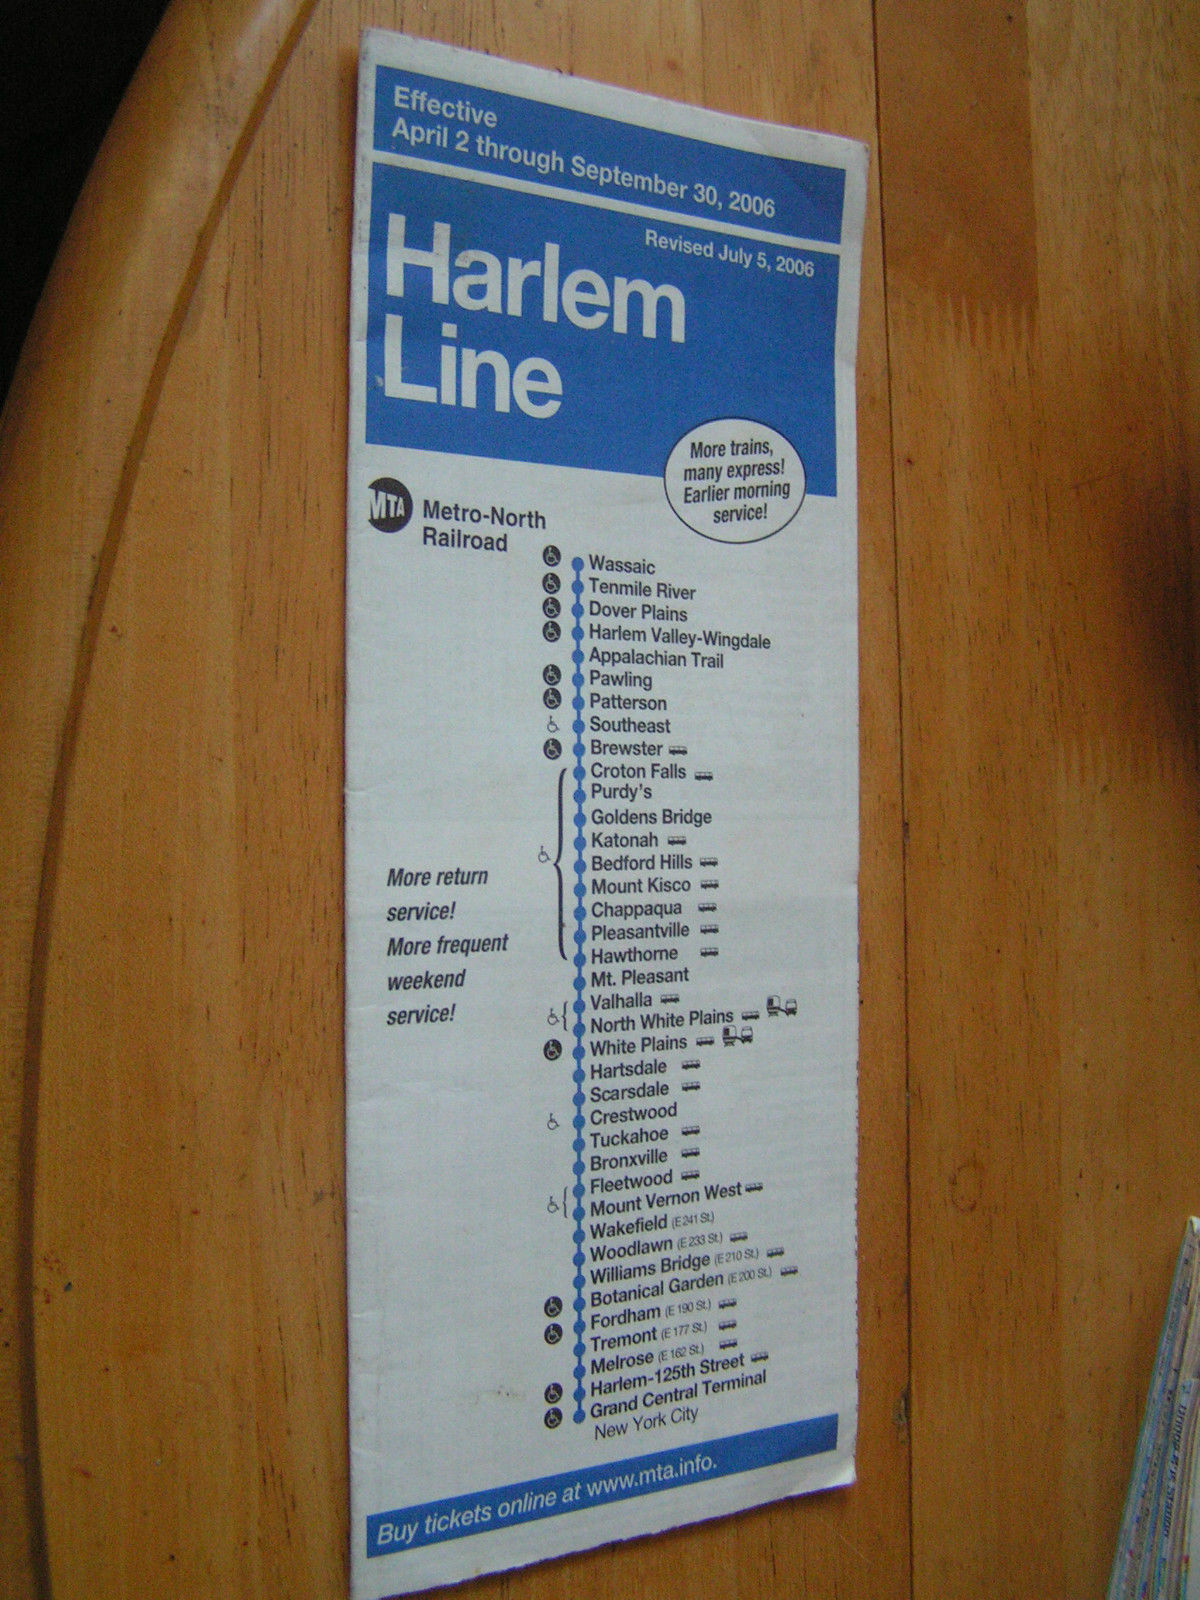 Effective
April 2 through September 30, 2006
Revised July 5, 2006
Harlem
Line
More trains,
many express!
Earlier morning
service!
MTA
Metro-North
Railroad
Wassaic
Tenmile River
Dover Plains
Harlem Valley-Wingdale
Appalachian Trail
Pawling
Patterson
Southeast
Brewster
Croton Falls
Purdy's
Goldens Bridge
Katonah
Bedford Hills
Mount Kisco
Chappaqua
Pleasantville
Hawthorne
Mt. Pleasant
Valhalla
North White Plains
White Plains
Hartsdale
Scarsdale
Crestwood
Tuckahoe
Bronxville
Fleetwood
Mount Vernon West
Wakefield (E 241 St.)
Woodlawn (E 233 St.)
Williams Bridge (E 210 St.)
Botanical Garden (E 200 St.)
Fordham (E 190 St.)
Tremont (E 177 St.)
Melrose (E 162 St.)
Harlem-125th Street
Grand Central Terminal
New York City
More return
service!
More frequent
weekend
service!
Buy tickets online at www.mta.info.